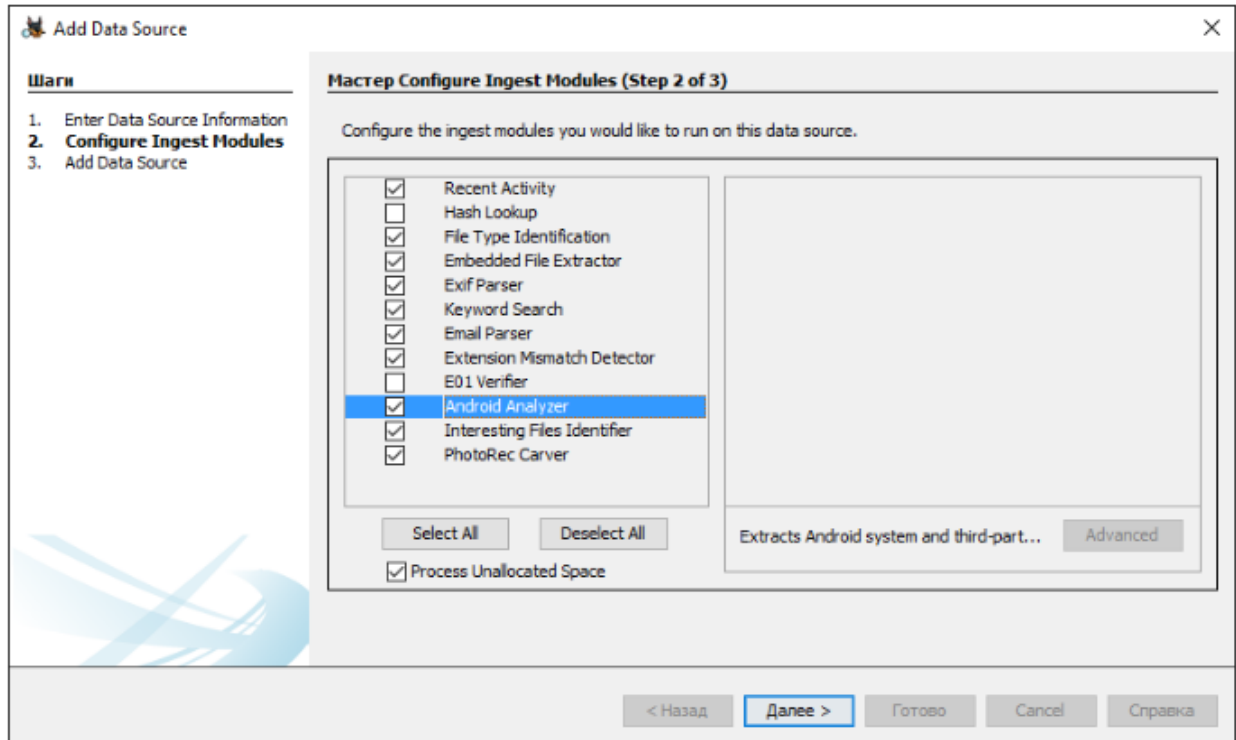 Add Data Source
Шаги
1. Enter Data Source Information
2. Configure Ingest Modules
3. Add Data Source
Мастер Configure Ingest Modules (Step 2 of 3)
Configure the ingest modules you would like to run on this data source.
Recent Activity
Hash Lookup
File Type Identification
Embedded File Extractor
Exif Parser
Keyword Search
Email Parser
Extension Mismatch Detector
E01 Verifier
Android Analyzer
Interesting Files Identifier
PhotoRec Carver
Select All Deselect All
Process Unallocated Space
Extracts Android system and third-part... Advanced
< Назад Далее > Готово Cancel Справка